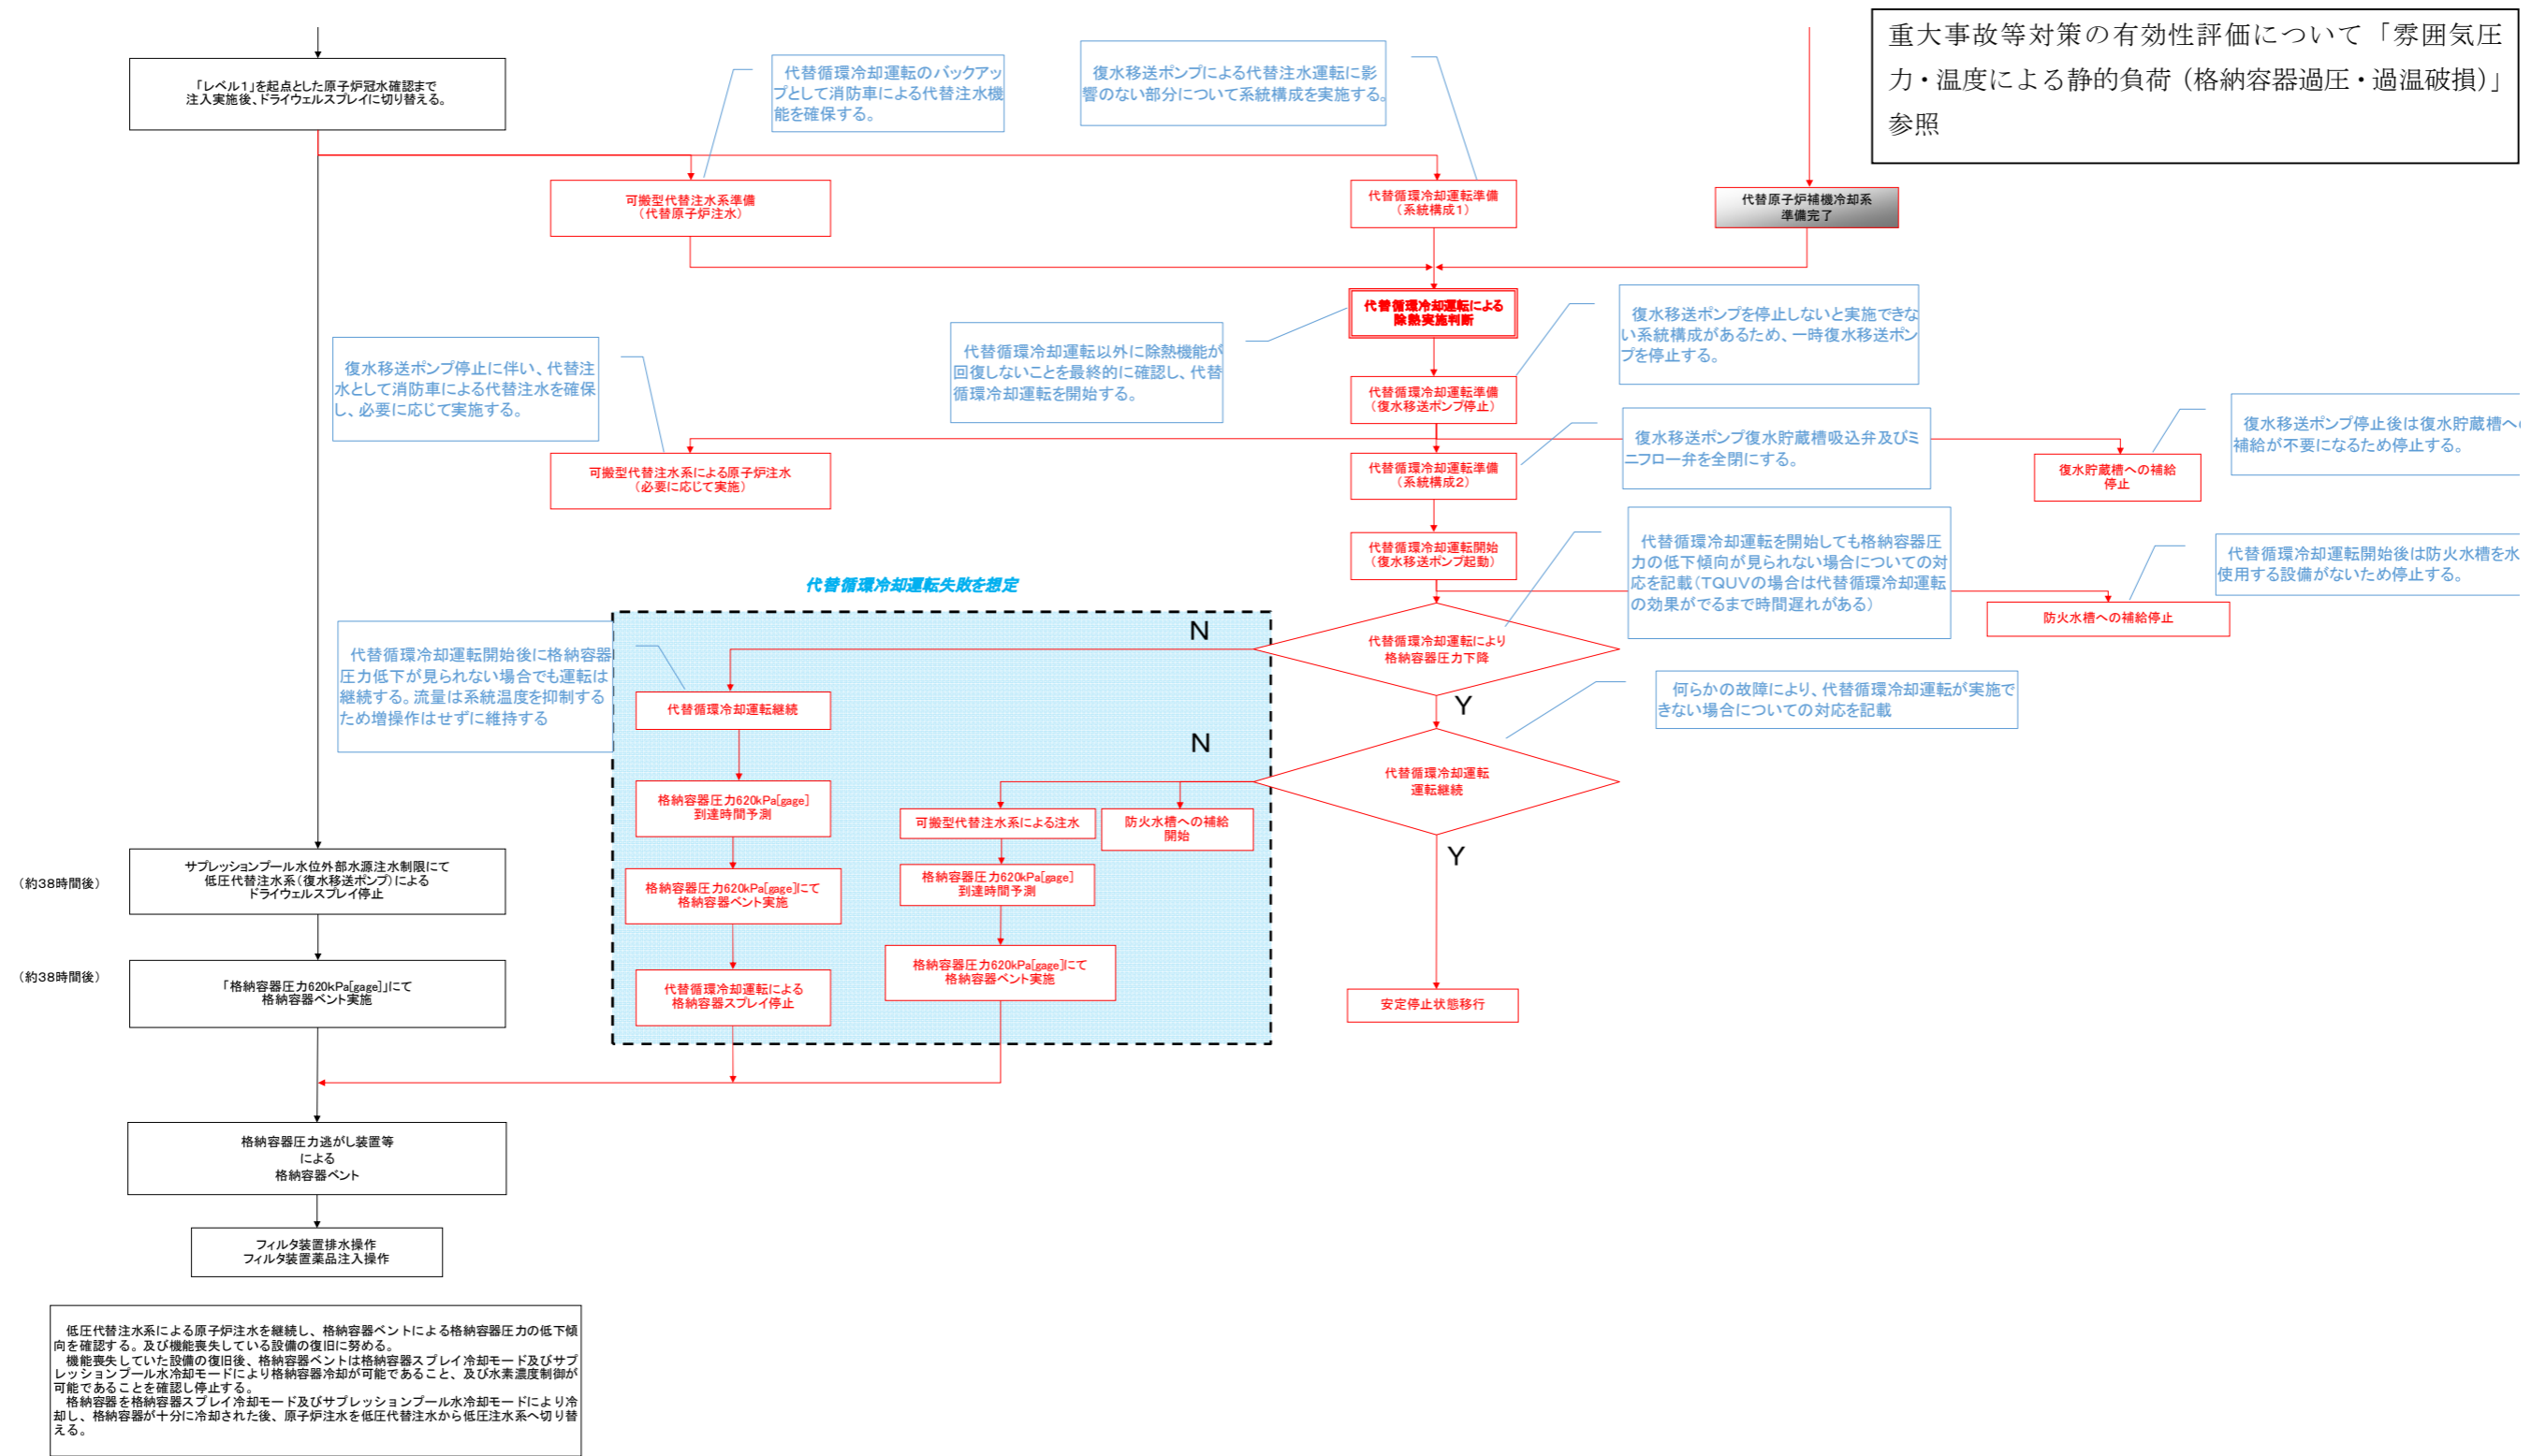 重大事故等対策の有効性評価について「雰囲気圧
力・温度による静的負荷（格納容器過圧・過温破損）」
参照
「レベル1」を起点とした原子炉冠水確認まで
注入実施後、ドライウェルスプレイに切り替える。
代替循環冷却運転のバックアッ
プとして消防車による代替注水機
能を確保する。
復水移送ポンプによる代替注水運転に影
響のない部分について系統構成を実施する。
可搬型代替注水系準備
（代替原子炉注水）
代替循環冷却運転準備
（系統構成1）
代替原子炉補機冷却系
準備完了
代替循環冷却運転による
除熱実施判断
復水移送ポンプを停止しないと実施できな
い系統構成があるため、一時復水移送ポン
プを停止する。
代替循環冷却運転以外に除熱機能が
回復しないことを最終的に確認し、代替
循環冷却運転を開始する。
復水移送ポンプ停止に伴い、代替注
水として消防車による代替注水を確保
し、必要に応じて実施する。
代替循環冷却運転準備
（復水移送ポンプ停止）
復水移送ポンプ復水貯蔵槽吸込弁及びミ
ニフロー弁を全閉にする。
復水移送ポンプ停止後は復水貯蔵槽へ
補給が不要になるため停止する。
可搬型代替注水系による原子炉注水
（必要に応じて実施）
代替循環冷却運転準備
（系統構成2）
復水貯蔵槽への補給
停止
代替循環冷却運転開始
（復水移送ポンプ起動）
代替循環冷却運転を開始しても格納容器圧
力の低下傾向が見られない場合についての対
応を記載（TQUVの場合は代替循環冷却運転
の効果がでるまで時間遅れがある）
代替循環冷却運転開始後は防火水槽を水
使用する設備がないため停止する。
防火水槽への補給停止
代替循環冷却運転失敗を想定
N
代替循環冷却運転により
格納容器圧力下降
Y
代替循環冷却運転開始後に格納容器
圧力低下が見られない場合でも運転は
継続する。流量は系統温度を抑制する
ため増操作はせずに維持する
代替循環冷却運転継続
何らかの故障により、代替循環冷却運転が実施で
きない場合についての対応を記載
N
代替循環冷却運転
運転継続
Y
格納容器圧力620kPa[gage]
到達時間予測
可搬型代替注水系による注水
防火水槽への補給
開始
（約38時間後）
サプレッションプール水位外部水源注水制限にて
低圧代替注水系（復水移送ポンプ）による
ドライウェルスプレイ停止
格納容器圧力620kPa[gage]にて
格納容器ベント実施
格納容器圧力620kPa[gage]
到達時間予測
（約38時間後）
「格納容器圧力620kPa[gage]」にて
格納容器ベント実施
代替循環冷却運転による
格納容器スプレイ停止
格納容器圧力620kPa[gage]にて
格納容器ベント実施
安定停止状態移行
格納容器圧力逃がし装置等
による
格納容器ベント
フィルタ装置排水操作
フィルタ装置薬品注入操作
低圧代替注水系による原子炉注水を継続し、格納容器ベントによる格納容器圧力の低下傾
向を確認する。及び機能喪失している設備の復旧に努める。
機能喪失していた設備の復旧後、格納容器ベントは格納容器スプレイ冷却モード及びサプ
レッションプール水冷却モードにより格納容器冷却が可能であること、及び水素濃度制御が
可能であることを確認し停止する。
格納容器を格納容器スプレイ冷却モード及びサプレッションプール水冷却モードにより冷
却し、格納容器が十分に冷却された後、原子炉注水を低圧代替注水から低圧注水系へ切り替
える。